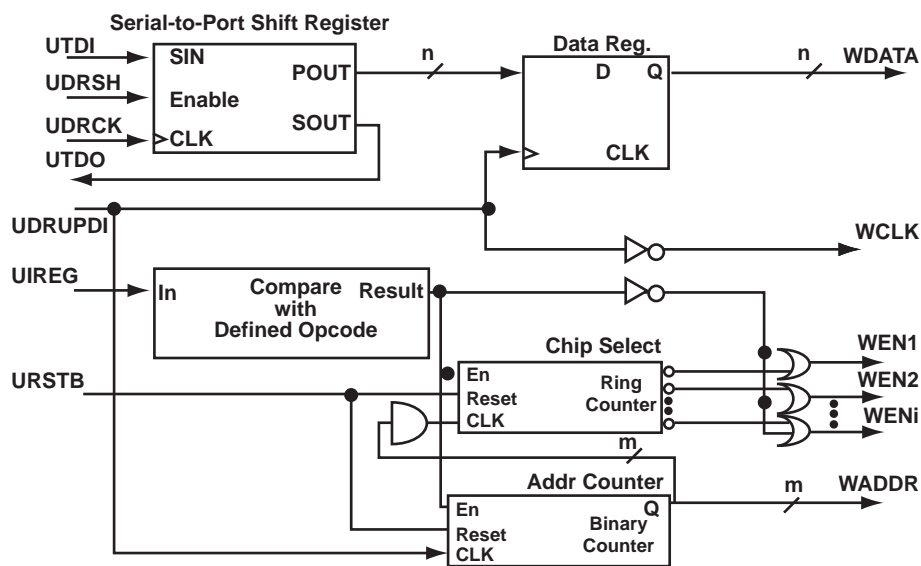 Serial-to-Port Shift Register
UTDI
SIN
n
Data Reg.
n
WDATA
POUT
D
Q
UDRSH
Enable
SOUT
UDRCK
CLK
CLK
UTDO
UDRUPDI
WCLK
UIREG
In
Compare
with
Defined Opcode
Result
Chip Select
WEN1
En
Ring
Counter
WEN2
URSTB
Reset
CLK
WENi
m
Addr Counter
m
WADDR
En
Q
Reset
Binary
Counter
CLK